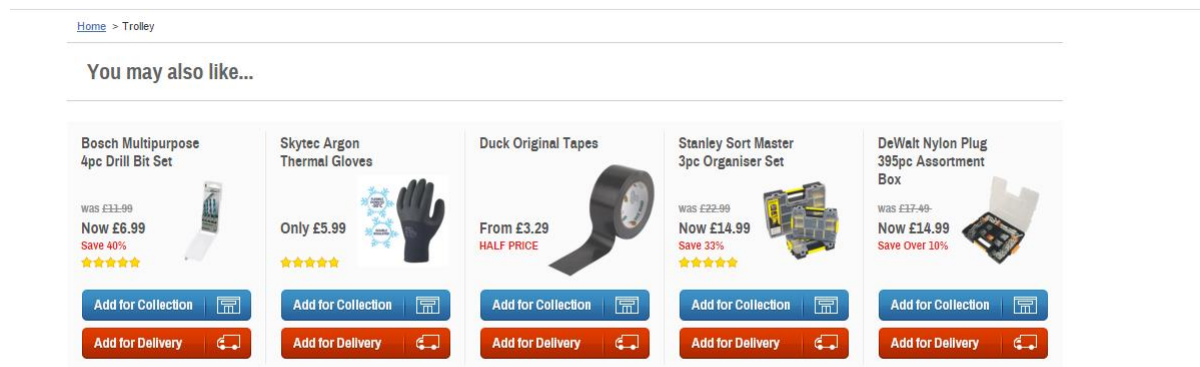 Home > Trolley
You may also like...
Bosch Multipurpose
4pc Drill Bit Set
was £11.99
Now £6.99
Save 40%
Add for Collection
Add for Delivery
Skytec Argon
Thermal Gloves
Only £5.99
Add for Collection
Add for Delivery
Duck Original Tapes
From £3.29
HALF PRICE
Add for Collection
Add for Delivery
Stanley Sort Master
3pc Organiser Set
was £22.99
Now £14.99
Save 33%
Add for Collection
Add for Delivery
DeWalt Nylon Plug
395pc Assortment
Box
was £17.49
Now £14.99
Save Over 10%
Add for Collection
Add for Delivery